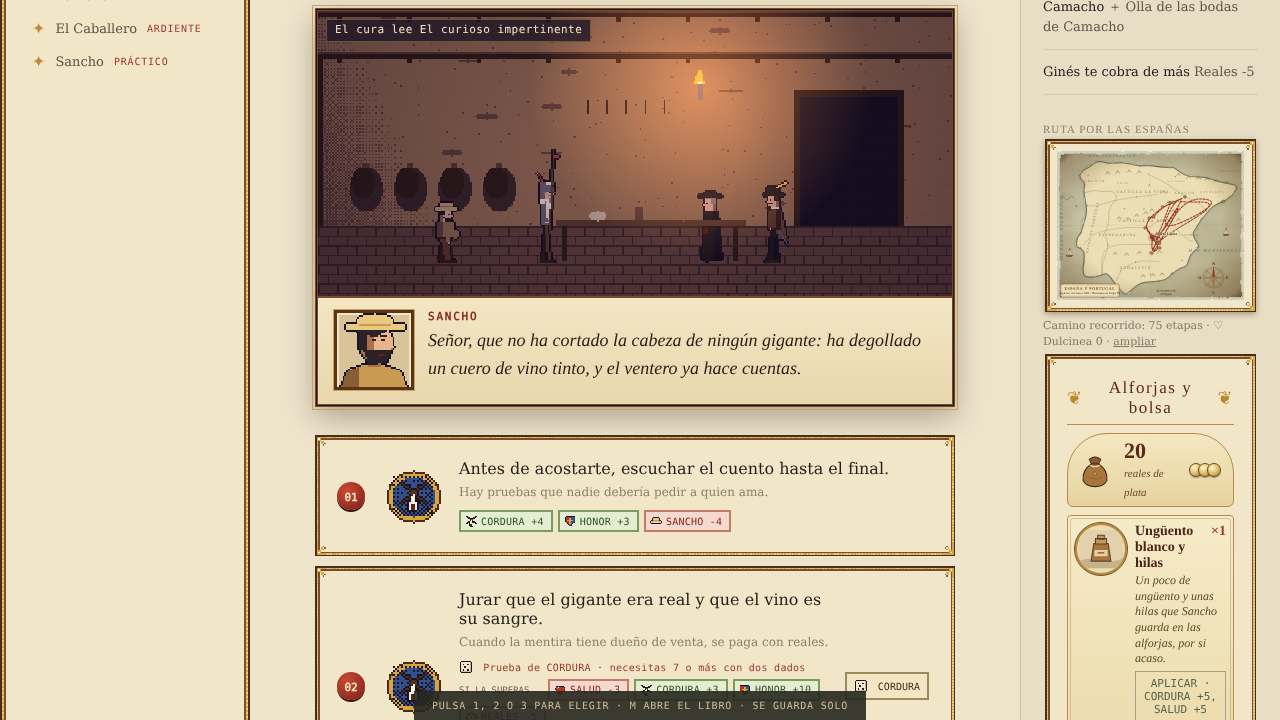 El Caballero ARDIENTE
Sancho PRÁCTICO
El cura lee El curioso impertinente
SANCHO
Señor, que no ha cortado la cabeza de ningún gigante: ha degollado
un cuero de vino tinto, y el ventero ya hace cuentas.
01
Antes de acostarte, escuchar el cuento hasta el final.
Hay pruebas que nadie debería pedir a quien ama.
CORDURA +4
HONOR +3
SANCHO -4
02
Jurar que el gigante era real y que el vino es
su sangre.
Cuando la mentira tiene dueño de venta, se paga con reales.
Prueba de CORDURA · necesitas 7 o más con dos dados
SI LA SUPERAS
SALUD -3
CORDURA +3
HONOR +10
CORDURA
PULSA 1, 2 O 3 PARA ELEGIR · M ABRE EL LIBRO · SE GUARDA SOLO
Camacho + Olla de las bodas
de Camacho
Ginés te cobra de más Reales -5
RUTA POR LAS ESPAÑAS
ESPAÑA Y PORTUGAL
Camino recorrido: 75 etapas · ♡
Dulcinea 0 · ampliar
Alforjas y
bolsa
20
reales de
plata
Ungüento ×1
blanco y
hilas
Un poco de
ungüento y unas
hilas que Sancho
guarda en las
alforjas, por si
acaso.
APLICAR ·
CORDURA +5,
SALUD +5